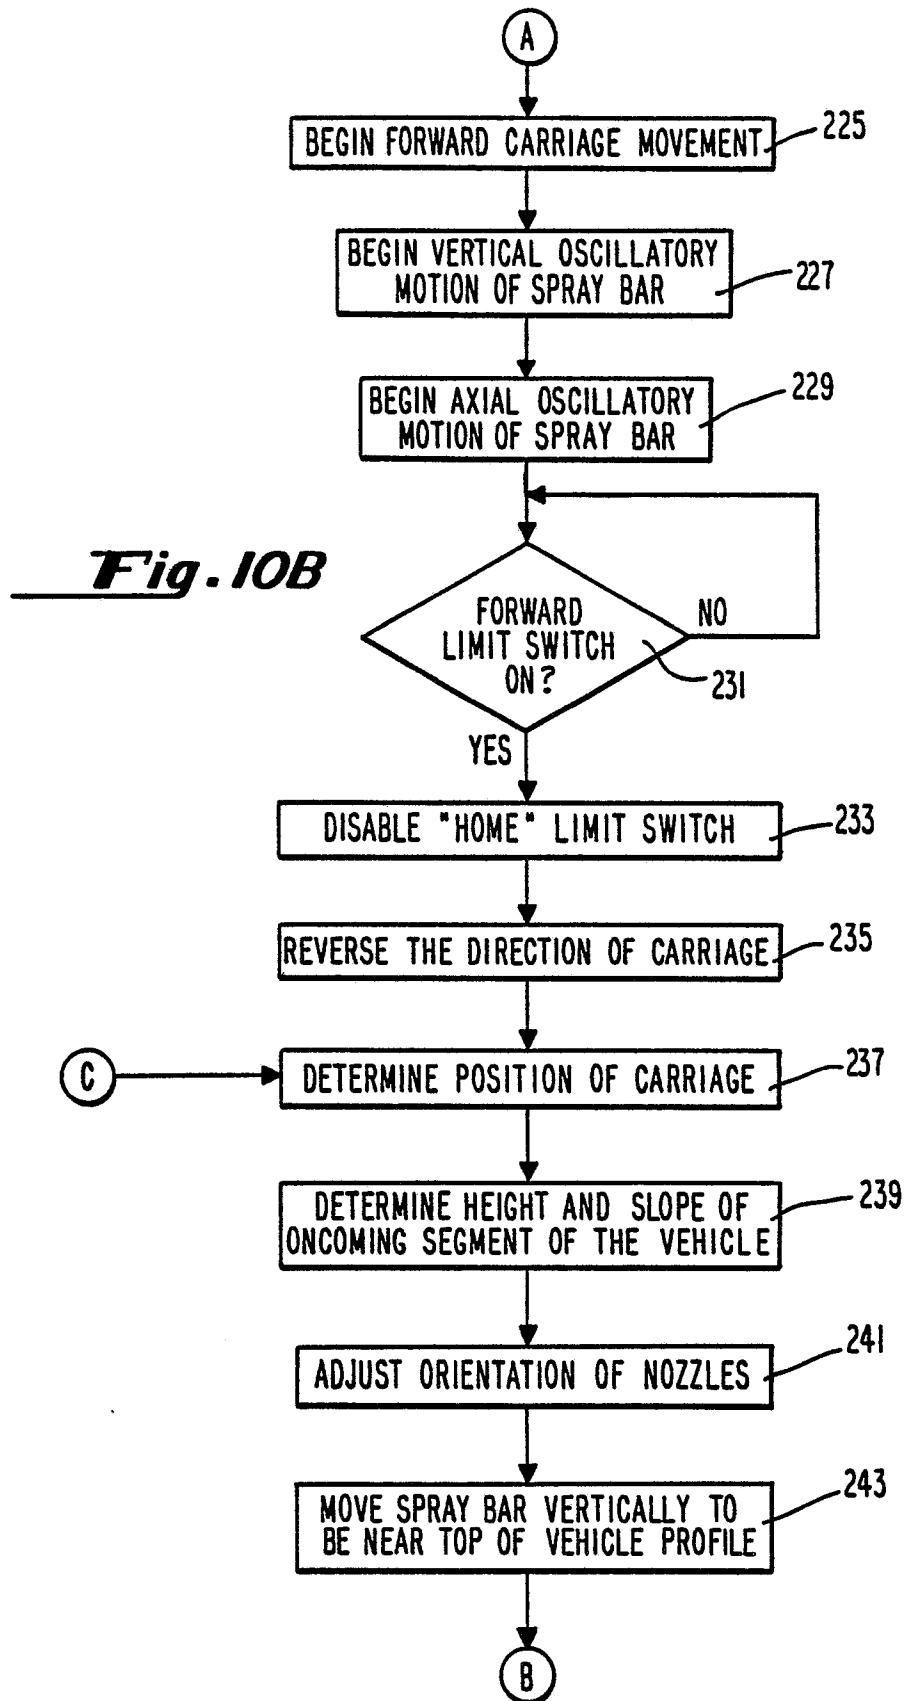 A
BEGIN FORWARD CARRIAGE MOVEMENT
225
BEGIN VERTICAL OSCILLATORY
MOTION OF SPRAY BAR
227
BEGIN AXIAL OSCILLATORY
MOTION OF SPRAY BAR
229
Fig. 10B
FORWARD
LIMIT SWITCH
ON?
NO
231
YES
DISABLE "HOME" LIMIT SWITCH
233
REVERSE THE DIRECTION OF CARRIAGE
235
C
DETERMINE POSITION OF CARRIAGE
237
DETERMINE HEIGHT AND SLOPE OF
ONCOMING SEGMENT OF THE VEHICLE
239
ADJUST ORIENTATION OF NOZZLES
241
MOVE SPRAY BAR VERTICALLY TO
BE NEAR TOP OF VEHICLE PROFILE
243
B